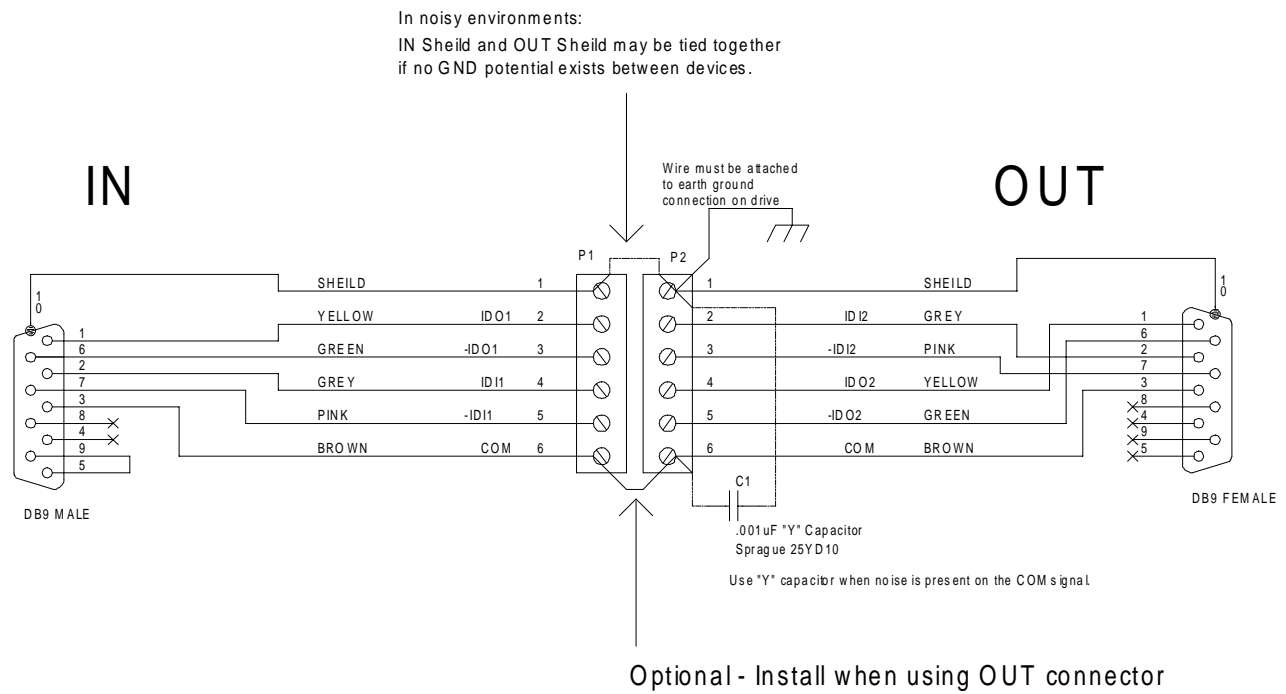 In noisy environments:
IN Sheild and OUT Sheild may be tied together
if no GND potential exists between devices.
IN
Wire must be attached
to earth ground
connection on drive
OUT
P1
P2
SHEILD 1
YELLOW IDO1 2
GREEN -IDO1 3
GREY IDI1 4
PINK -IDI1 5
BROWN COM 6
1 SHEILD
2 IDI2 GREY
3 -IDI2 PINK
4 IDO2 YELLOW
5 -IDO2 GREEN
6 COM BROWN
10
1
6
2
7
3
8
4
9
5
DB9 MALE
10
1
6
2
7
3
8
4
9
5
DB9 FEMALE
C1
.001uF "Y" Capacitor
Sprague 25YD10
Use "Y" capacitor when noise is present on the COM signal.
Optional - Install when using OUT connector